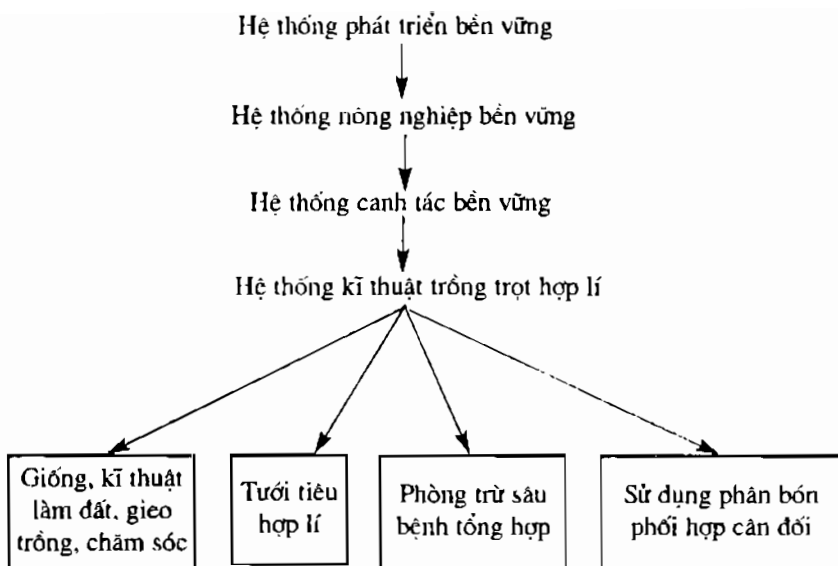 Hệ thống phát triển bền vững
Hệ thống nông nghiệp bền vững
Hệ thống canh tác bền vững
Hệ thống kĩ thuật trồng trọt hợp lí
Giống, kĩ thuật
làm đất, gieo
trồng, chăm sóc
Tưới tiêu
hợp lí
Phòng trừ sâu
bệnh tổng hợp
Sử dụng phân bón
phối hợp cân đối